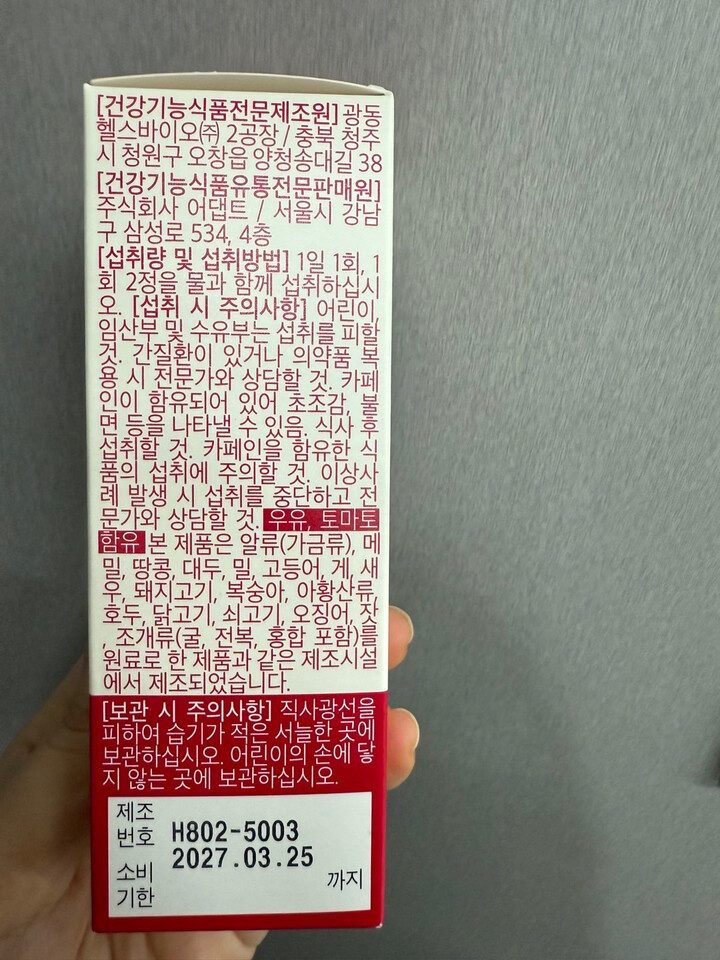 [건강기능식품전문제조원] 광동
헬스바이오㈜ 2공장 / 충북 청주
시 청원구 오창읍 양청송대길 38
[건강기능식품유통전문판매원]
주식회사 어댑트 / 서울시 강남
구 삼성로 534, 4층
[섭취량 및 섭취방법] 1일 1회, 1
회 2정을 물과 함께 섭취하십시
오. [섭취 시 주의사항] 어린이,
임산부 및 수유부는 섭취를 피할
것. 간질환이 있거나 의약품 복
용 시 전문가와 상담할 것. 카페
인이 함유되어 있어 초조감, 불
면 등을 나타낼 수 있음. 식사 후
섭취할 것. 카페인을 함유한 식
품의 섭취에 주의할 것. 이상사
례 발생 시 섭취를 중단하고 전
문가와 상담할 것. 우유, 토마토
함유 본 제품은 알류(가금류), 메
밀, 땅콩, 대두, 밀, 고등어, 게, 새
우, 돼지고기, 복숭아, 아황산류,
호두, 닭고기, 쇠고기, 오징어, 잣
, 조개류(굴, 전복, 홍합 포함)를
원료로 한 제품과 같은 제조시설
에서 제조되었습니다.
[보관 시 주의사항] 직사광선을
피하여 습기가 적은 서늘한 곳에
보관하십시오. 어린이의 손에 닿
지 않는 곳에 보관하십시오.
제조
번호 H802-5003
2027.03.25
소비
기한 까지